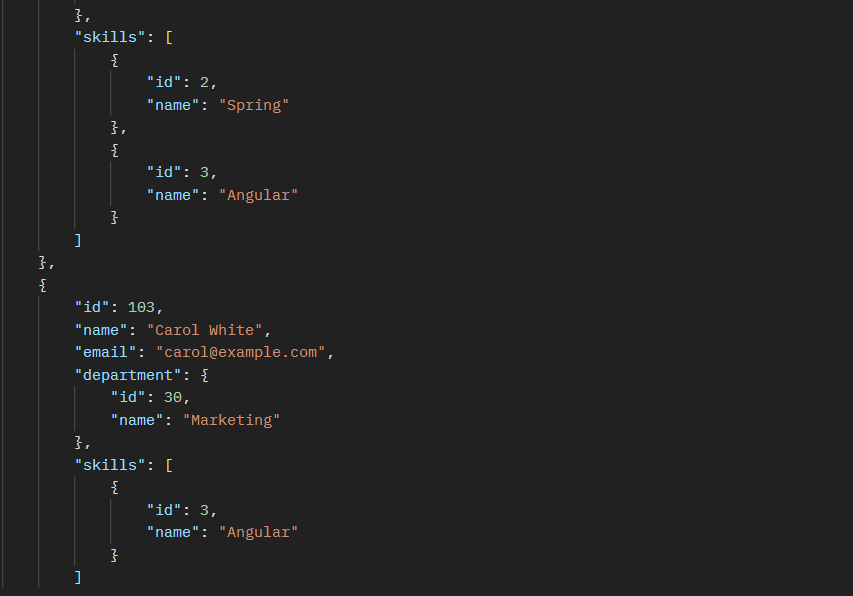 },
"skills": [
{
"id": 2,
"name": "Spring"
},
{
"id": 3,
"name": "Angular"
}
]
},
{
"id": 103,
"name": "Carol White",
"email": "carol@example.com",
"department": {
"id": 30,
"name": "Marketing"
},
"skills": [
{
"id": 3,
"name": "Angular"
}
]